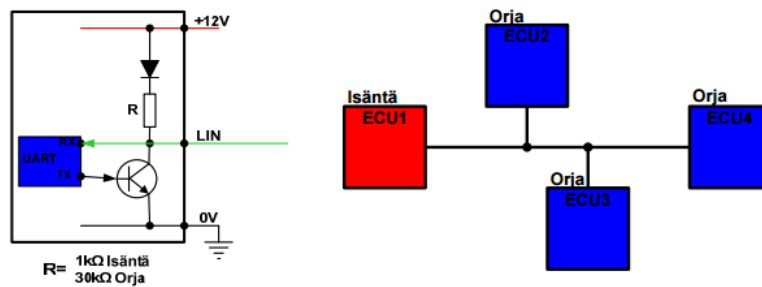 +12V
R
LIN
RX
UART
TX
0V
R= 1kΩ Isäntä
30kΩ Orja
Orja
ECU2
Isäntä
ECU1
Orja
ECU4
Orja
ECU3